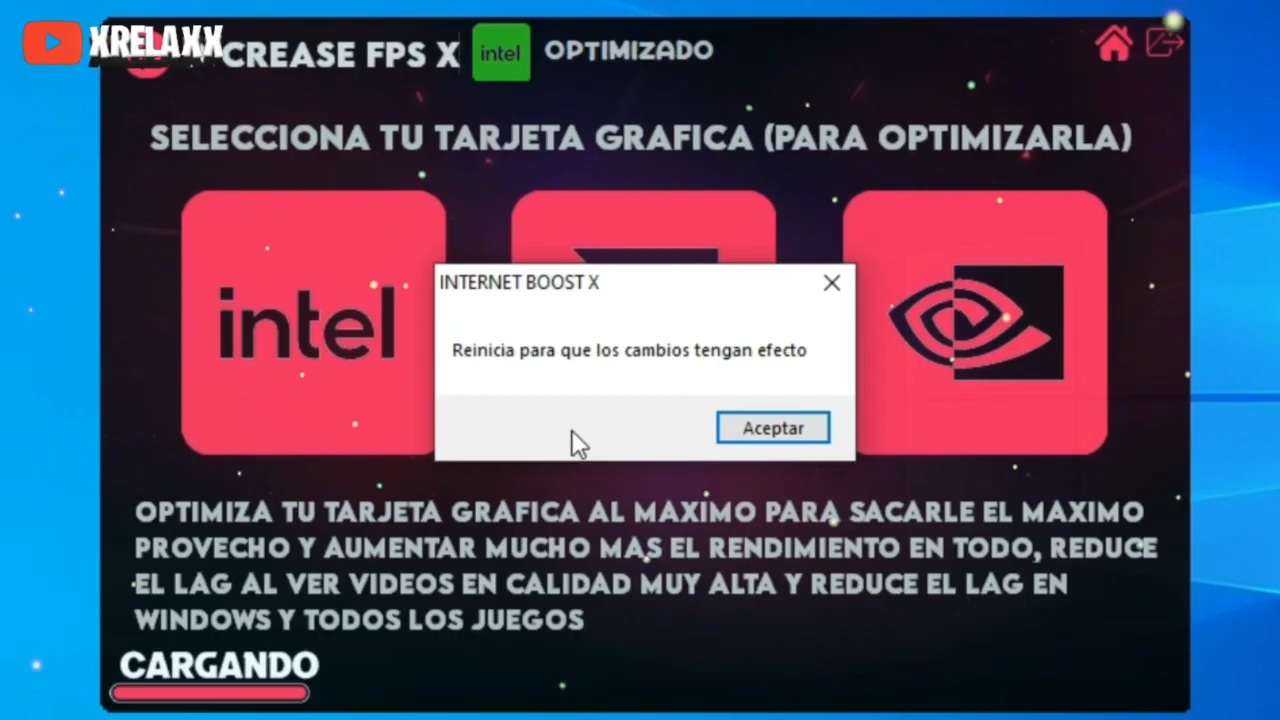 XRELAXX
CREASE FPS X
intel
OPTIMIZADO
SELECCIONA TU TARJETA GRAFICA (PARA OPTIMIZARLA)
intel
INTERNET BOOST X
Reinicia para que los cambios tengan efecto
Aceptar
OPTIMIZA TU TARJETA GRAFICA AL MAXIMO PARA SACARLE EL MAXIMO
PROVECHO Y AUMENTAR MUCHO MAS EL RENDIMIENTO EN TODO, REDUCE
EL LAG AL VER VIDEOS EN CALIDAD MUY ALTA Y REDUCE EL LAG EN
WINDOWS Y TODOS LOS JUEGOS
CARGANDO